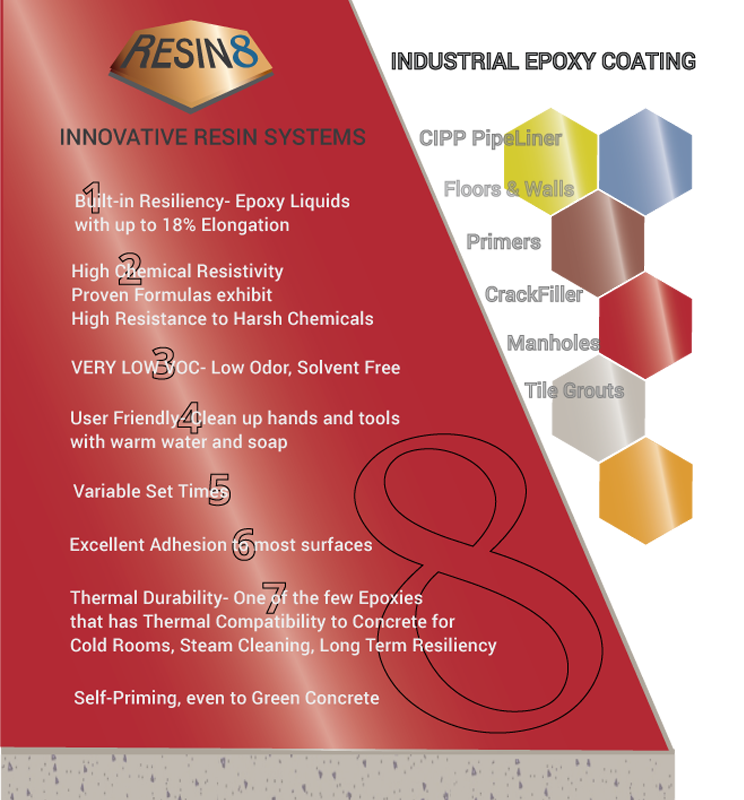 RESIN8
INDUSTRIAL EPOXY COATING
INNOVATIVE RESIN SYSTEMS
CIPP PipeLiner
Floors & Walls
Primers
CrackFiller
Manholes
Tile Grouts
1
Built-in Resiliency- Epoxy Liquids
with up to 18% Elongation
2
High Chemical Resistivity
Proven Formulas exhibit
High Resistance to Harsh Chemicals
3
VERY LOW VOC- Low Odor, Solvent Free
4
User Friendly- Clean up hands and tools
with warm water and soap
5
Variable Set Times
6
Excellent Adhesion to most surfaces
7
Thermal Durability- One of the few Epoxies
that has Thermal Compatibility to Concrete for
Cold Rooms, Steam Cleaning, Long Term Resiliency
8
Self-Priming, even to Green Concrete